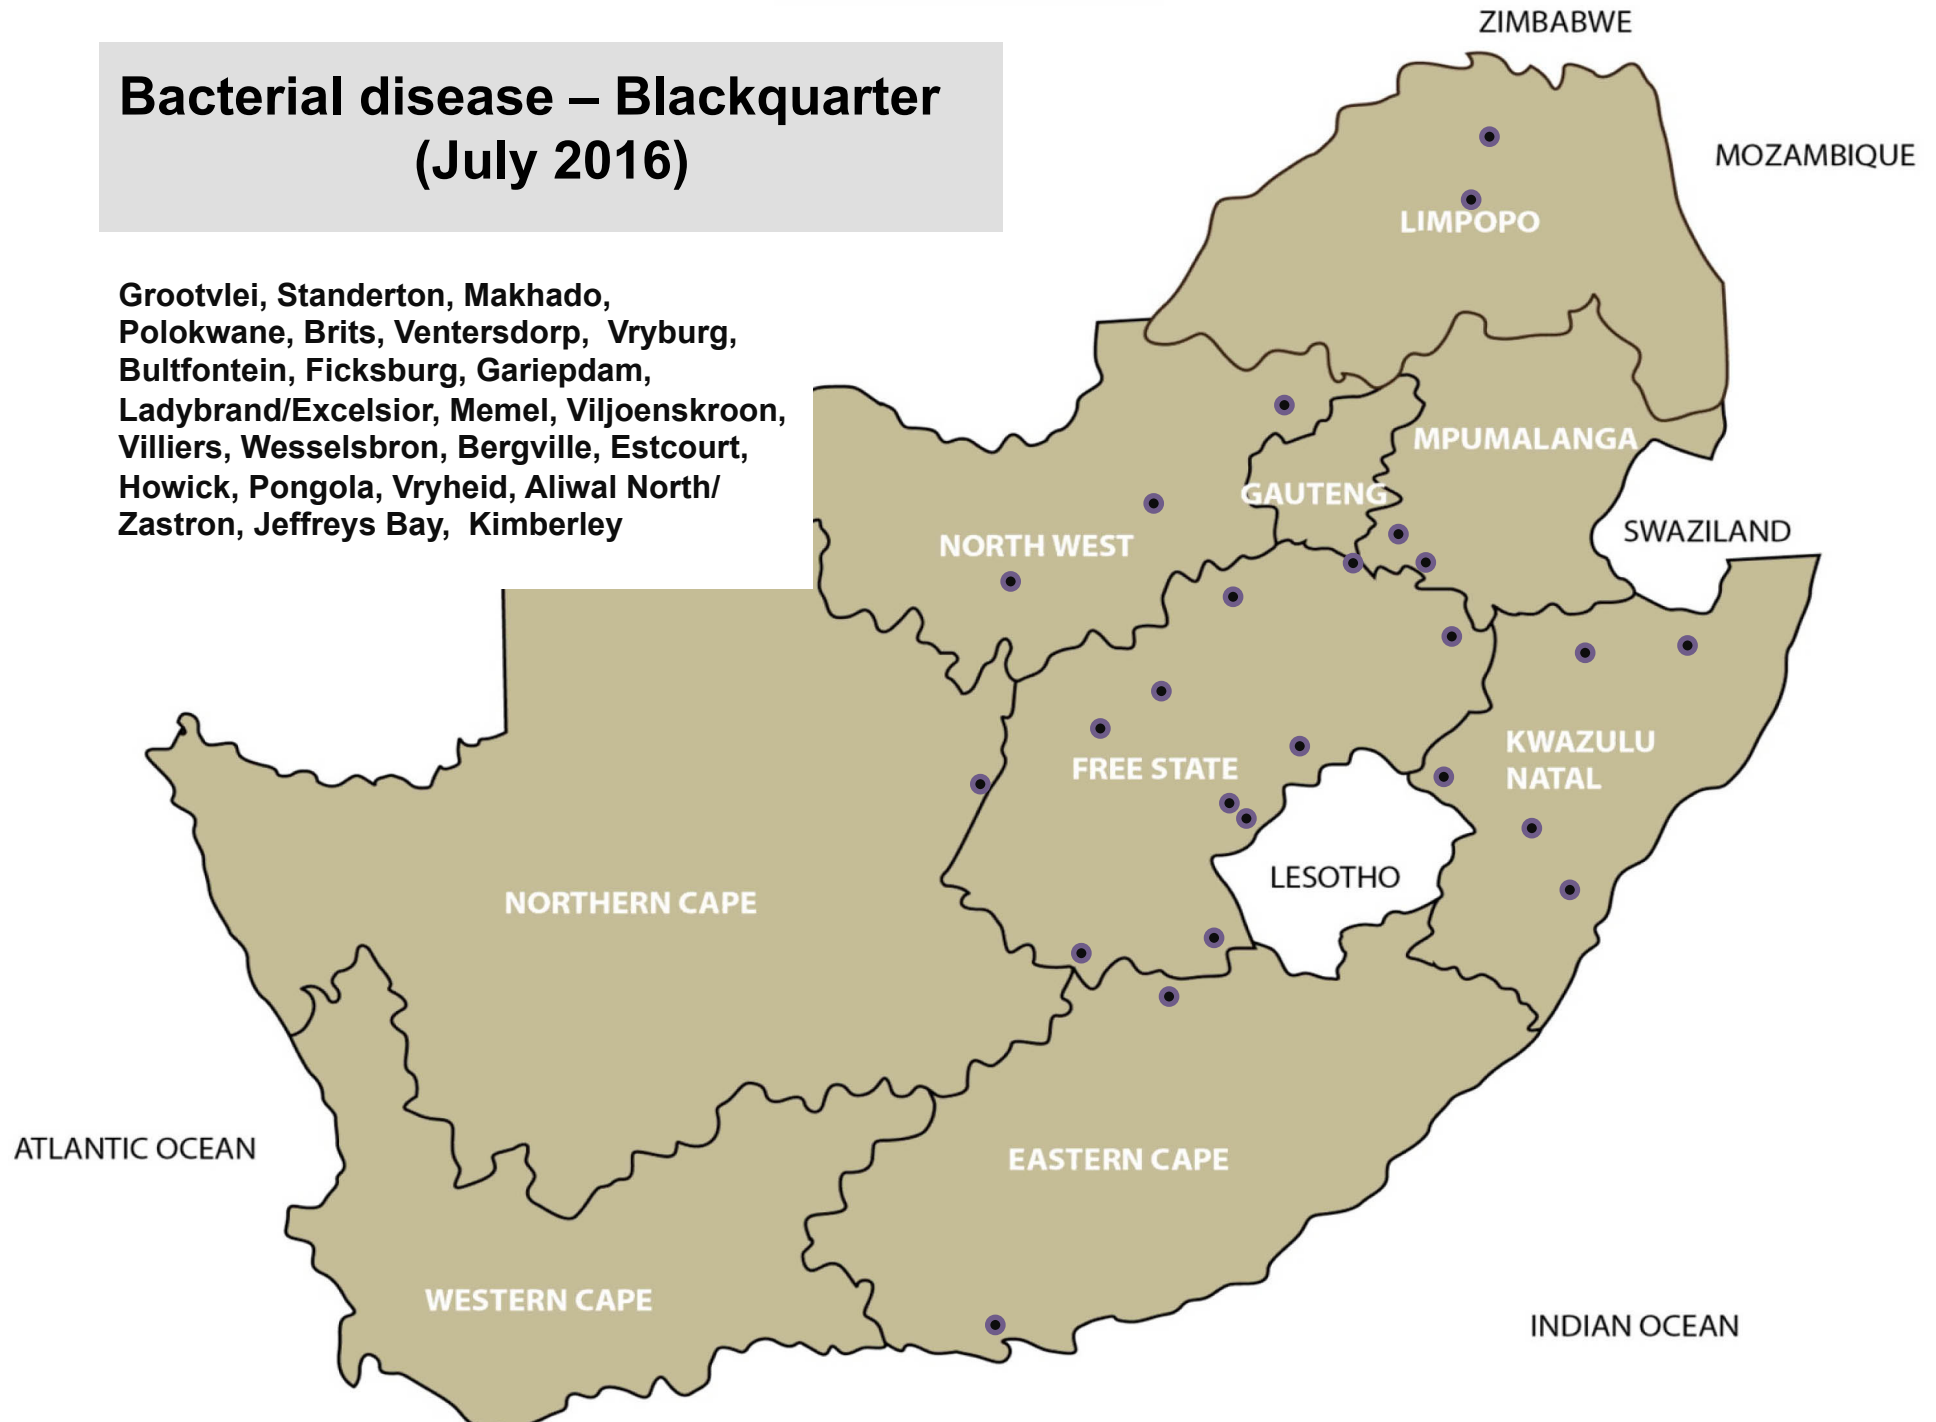 Bacterial disease – Blackquarter
(July 2016)
Grootvlei, Standerton, Makhado,
Polokwane, Brits, Ventersdorp, Vryburg,
Bultfontein, Ficksburg, Gariepdam,
Ladybrand/Excelsior, Memel, Viljoenskroon,
Villiers, Wesselsbron, Bergville, Estcourt,
Howick, Pongola, Vryheid, Aliwal North/
Zastron, Jeffreys Bay, Kimberley
ZIMBABWE
MOZAMBIQUE
LIMPOPO
MPUMALANGA
GAUTENG
SWAZILAND
NORTH WEST
KWAZULU
NATAL
FREE STATE
LESOTHO
NORTHERN CAPE
ATLANTIC OCEAN
EASTERN CAPE
WESTERN CAPE
INDIAN OCEAN